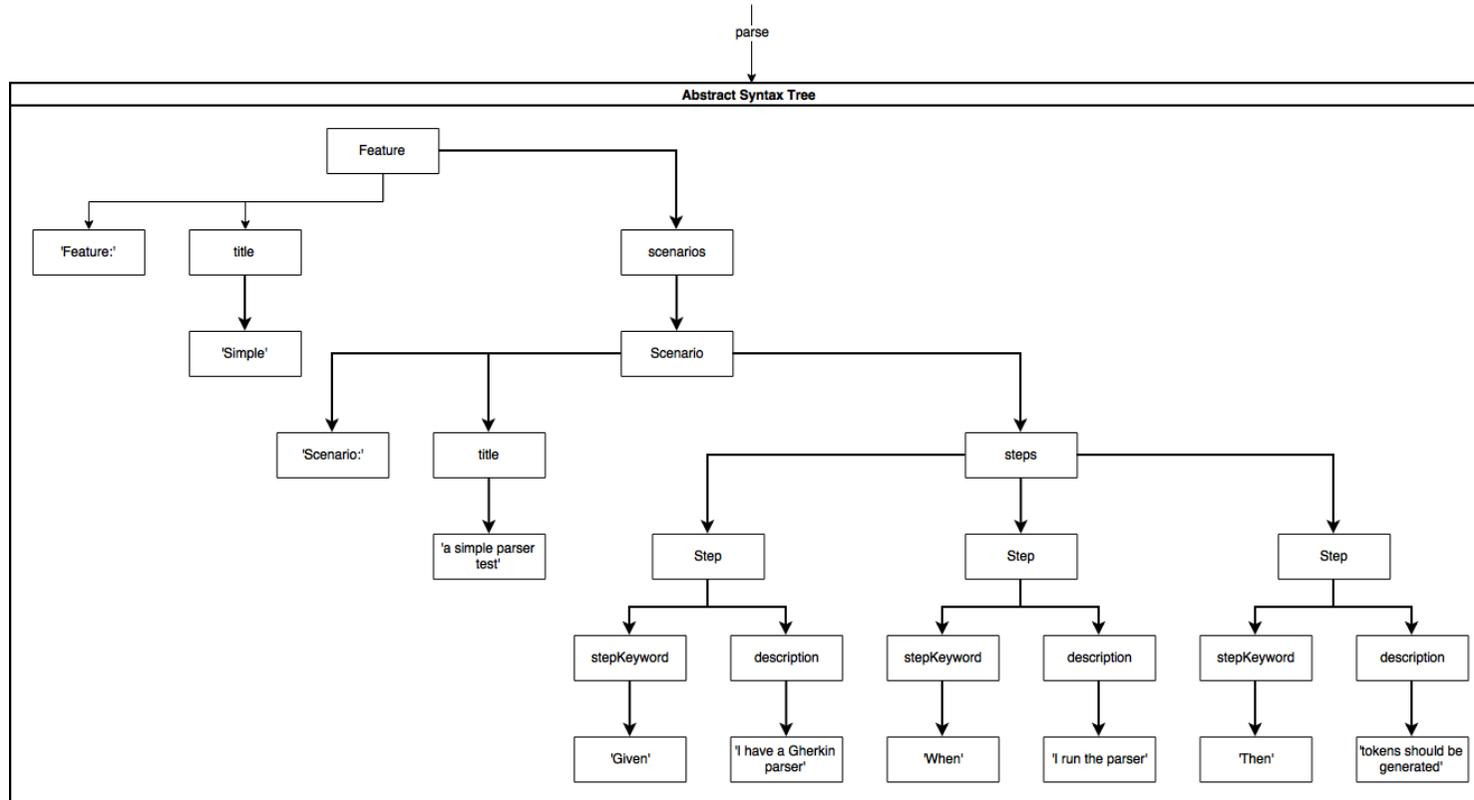 parse
Abstract Syntax Tree
Feature
'Feature:'
title
scenarios
'Simple'
Scenario
'Scenario:'
title
steps
'a simple parser
test'
Step
Step
Step
stepKeyword
description
stepKeyword
description
stepKeyword
description
'Given'
'I have a Gherkin
parser'
'When'
'I run the parser'
'Then'
'tokens should be
generated'